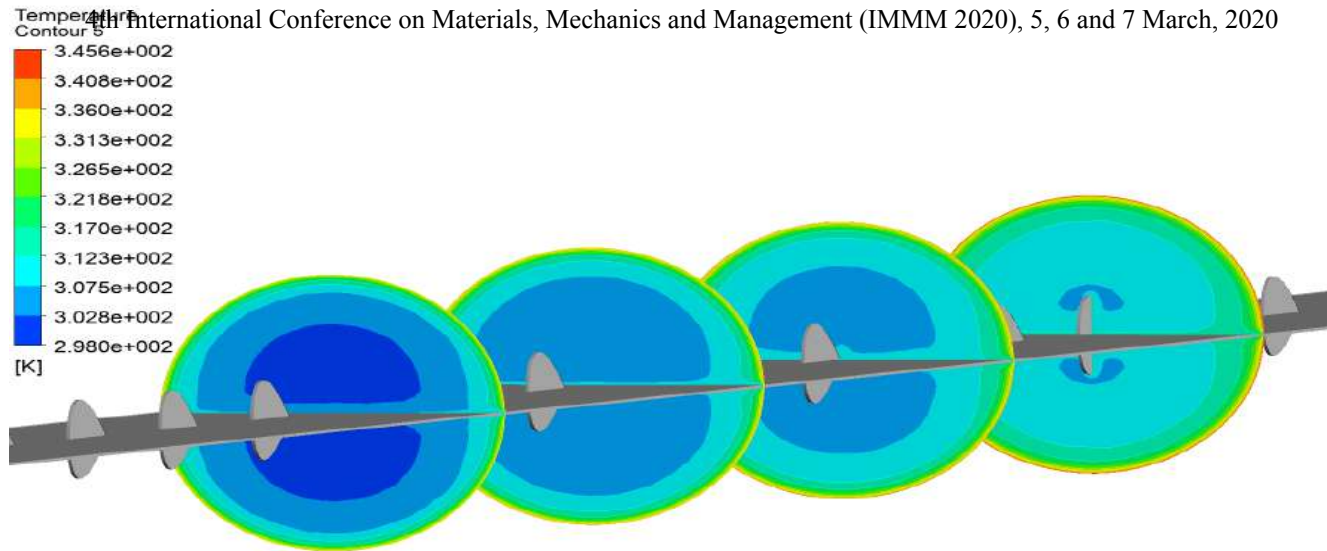 4th International Conference on Materials, Mechanics and Management (IMMM 2020), 5, 6 and 7 March, 2020
Temperature
Contour 5
3.456e+002
3.408e+002
3.360e+002
3.313e+002
3.265e+002
3.218e+002
3.170e+002
3.123e+002
3.075e+002
3.028e+002
2.980e+002
[K]